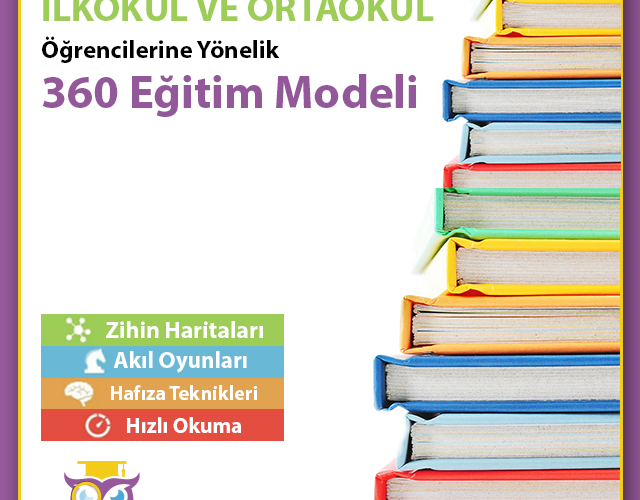 İLKOKUL VE ORTAOKUL
Öğrencilerine Yönelik
360 Eğitim Modeli
Zihin Haritaları
Akıl Oyunları
Hafıza Teknikleri
Hızlı Okuma